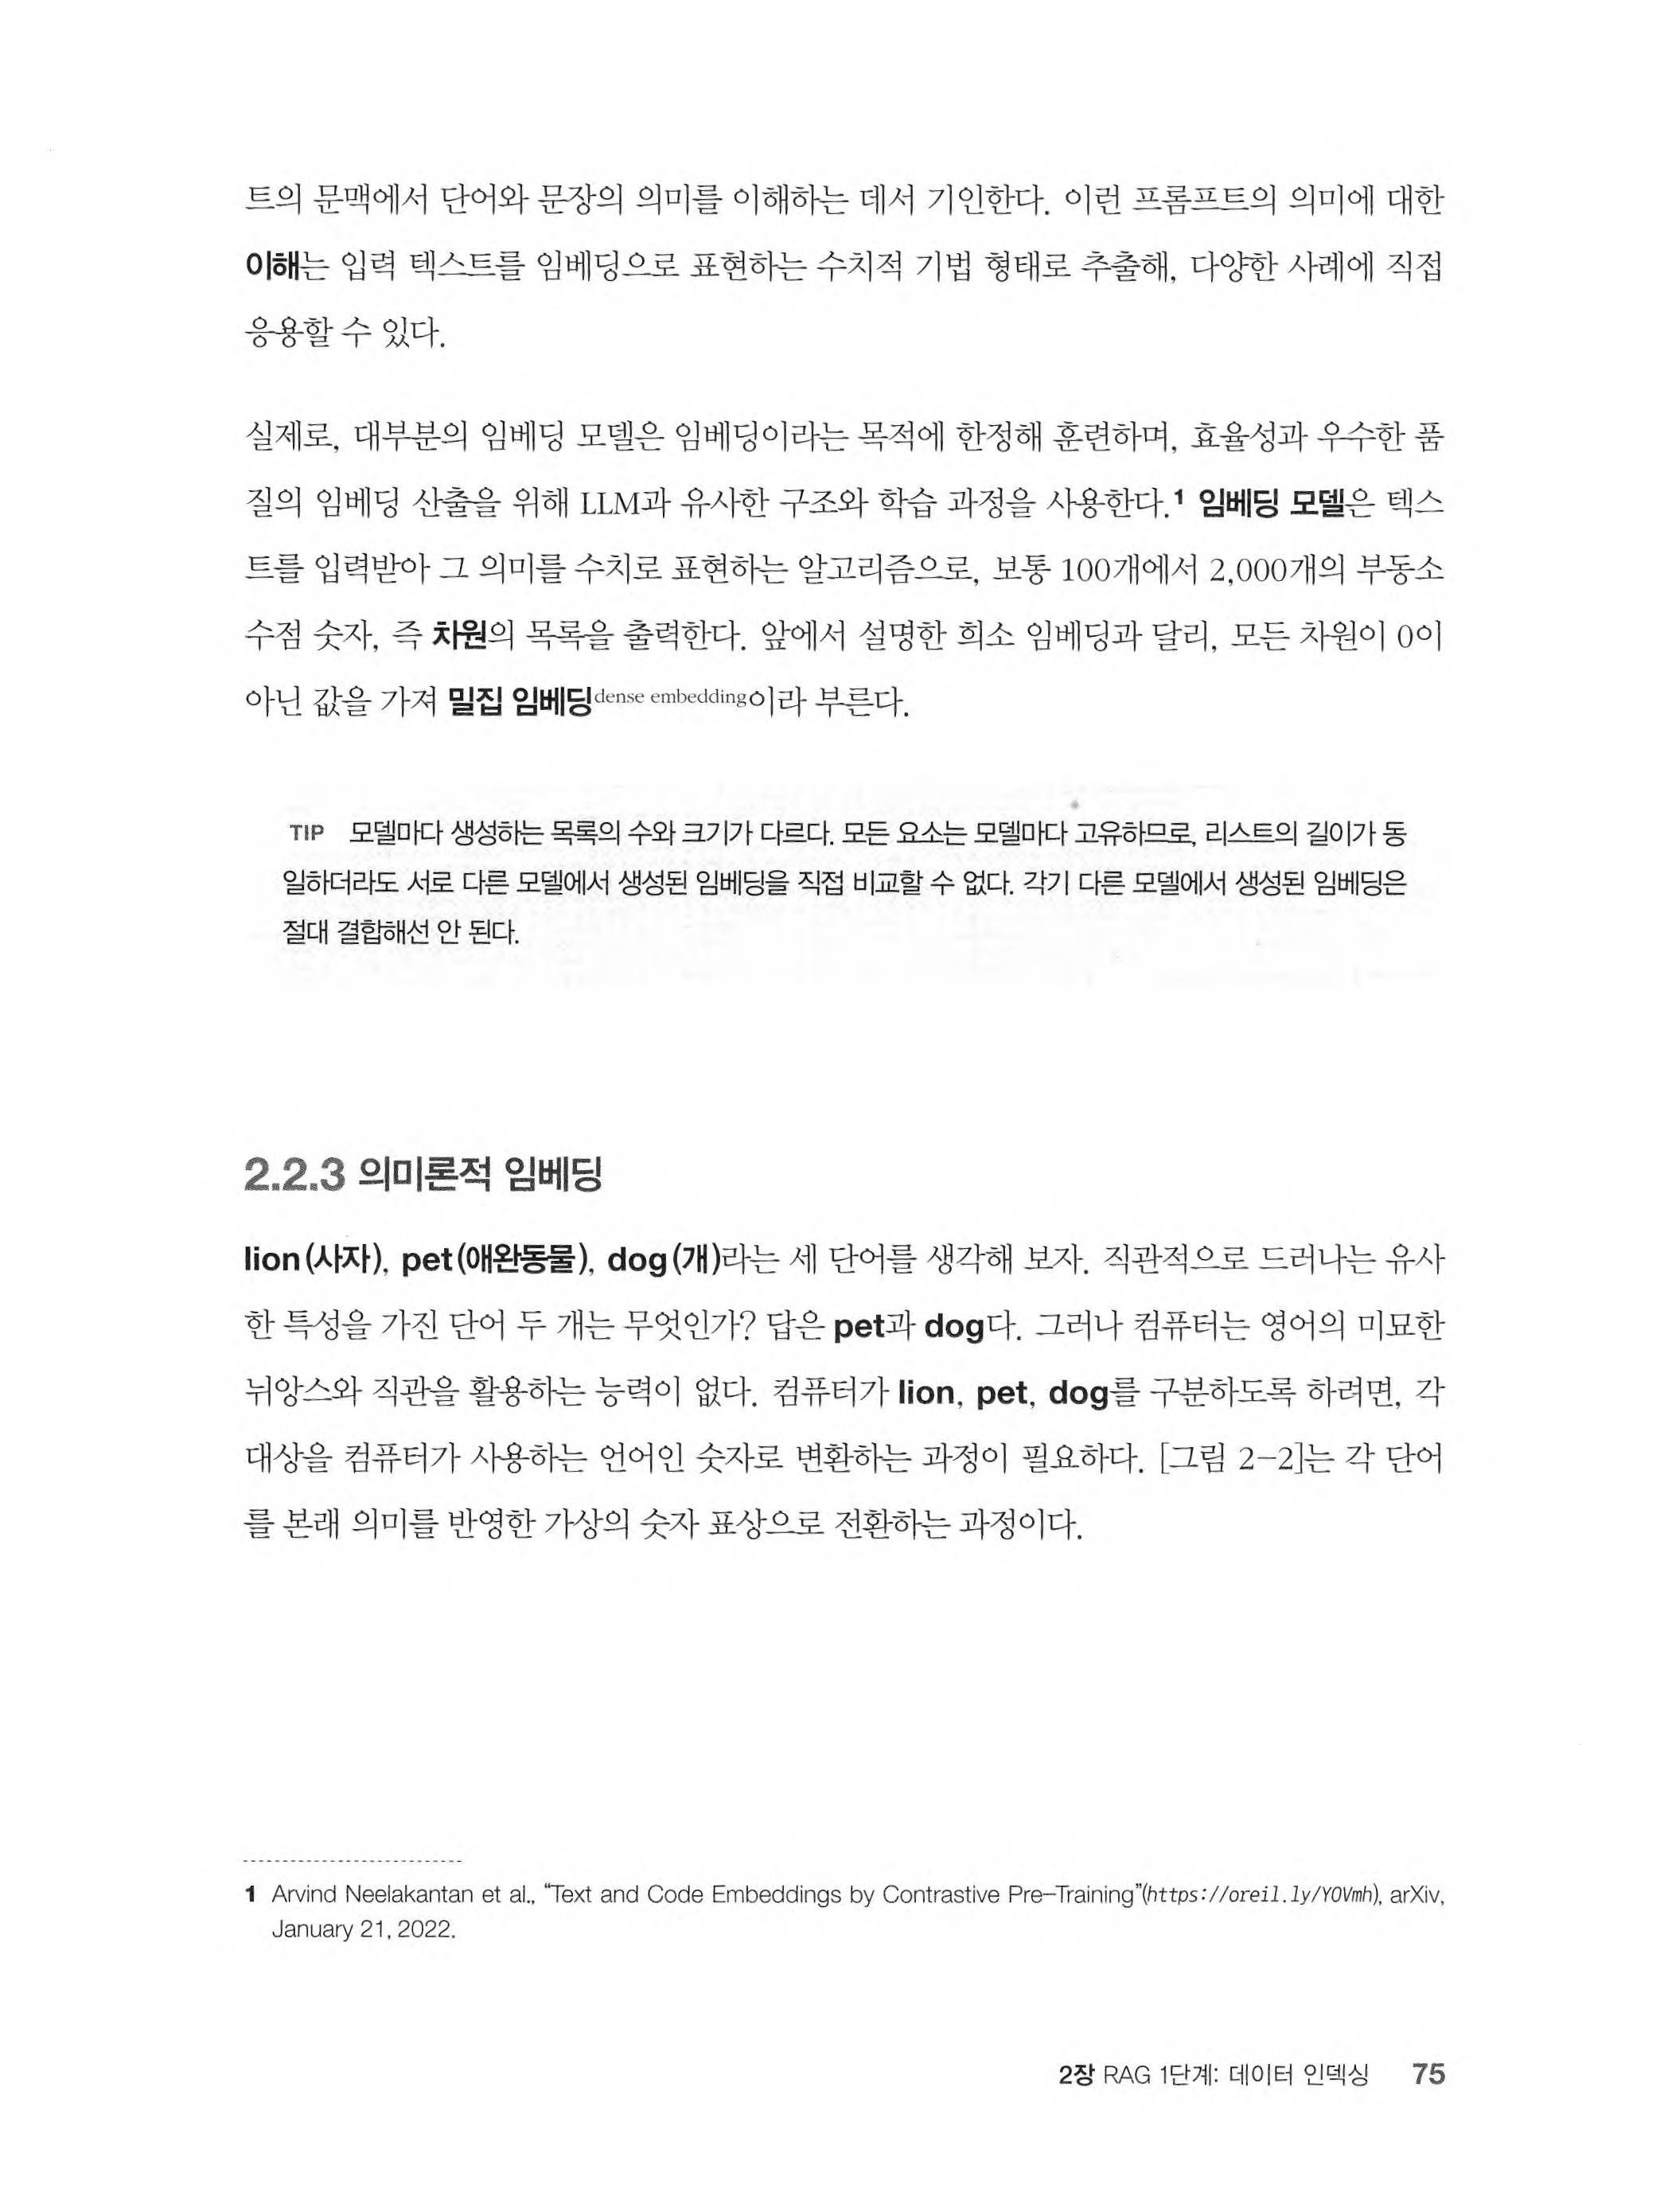 트의 문맥에서 단어와 문장의 의미를 이해하는 데서 기인한다. 이런 프롬프트의 의미에 대한
이해는 입력 텍스트를 임베딩으로 표현하는 수치적 기법 형태로 추출해, 다양한 사례에 직접
응용할 수 있다.
실제로, 대부분의 임베딩 모델은 임베딩이라는 목적에 한정해 훈련하며, 효율성과 우수한 품
질의 임베딩 산출을 위해 LLM과 유사한 구조와 학습 과정을 사용한다.1 임베딩 모델은 텍스
트를 입력받아 그 의미를 수치로 표현하는 알고리즘으로, 보통 100개에서 2,000개의 부동소
수점 숫자, 즉 차원의 목록을 출력한다. 앞에서 설명한 희소 임베딩과 달리, 모든 차원이 0이
아닌 값을 가져 밀집 임베딩dense embedding이라 부른다.
TIP 모델마다 생성하는 목록의 수와 크기가 다르다. 모든 요소는 모델마다 고유하므로, 리스트의 길이가 동
일하더라도 서로 다른 모델에서 생성된 임베딩을 직접 비교할 수 없다. 각기 다른 모델에서 생성된 임베딩은
절대 결합해선 안 된다.
2.2.3 의미론적 임베딩
lion(사자), pet(애완동물), dog(개)라는 세 단어를 생각해 보자. 직관적으로 드러나는 유사
한 특성을 가진 단어 두 개는 무엇인가? 답은 pet과 dog다. 그러나 컴퓨터는 영어의 미묘한
뉘앙스와 직관을 활용하는 능력이 없다. 컴퓨터가 lion, pet, dog를 구분하도록 하려면, 각
대상을 컴퓨터가 사용하는 언어인 숫자로 변환하는 과정이 필요하다. [그림 2-2]는 각 단어
를 본래 의미를 반영한 가상의 숫자 표상으로 전환하는 과정이다.
1 Arvind Neelakantan et al., “Text and Code Embeddings by Contrastive Pre-Training”(https://oreil.ly/YOVmh), arXiv,
January 21, 2022.
2장 RAG 1단계: 데이터 인덱싱 75